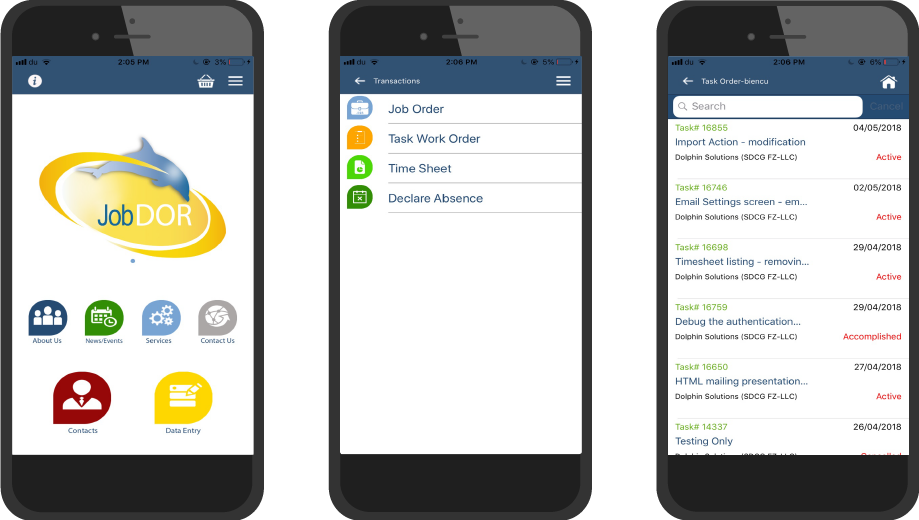 du 2:05 PM 3%
JobDOR
About Us
News/Events
Services
Contact Us
Contacts
Data Entry
du 2:06 PM 5%
Transactions
Job Order
Task Work Order
Time Sheet
Declare Absence
du 2:06 PM 6%
Task Order-biencu
Search Cancel
Task# 16855 04/05/2018
Import Action - modification
Dolphin Solutions (SDCG FZ-LLC) Active
Task# 16746 02/05/2018
Email Settings screen - em...
Dolphin Solutions (SDCG FZ-LLC) Active
Task# 16698 29/04/2018
Timesheet listing - removin...
Dolphin Solutions (SDCG FZ-LLC) Active
Task# 16759 29/04/2018
Debug the authentication...
Dolphin Solutions (SDCG FZ-LLC) Accomplished
Task# 16650 27/04/2018
HTML mailing presentation...
Dolphin Solutions (SDCG FZ-LLC) Active
Task# 14337 26/04/2018
Testing Only
Dolphin Solutions (SDCG FZ-LLC) Cancelled